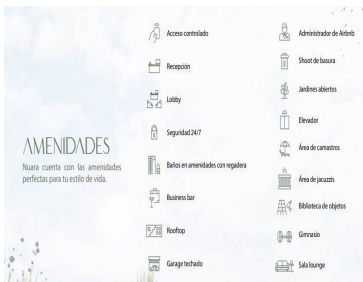 AMENIDADES
Nuara cuenta con las amenidades
perfectas para tu estilo de vida.
Acceso controlado
Recepción
Lobby
Seguridad 24/7
Baños en amenidades con regadera
Business bar
Rooftop
Garage techado
Administrador de Airbnb
Shoot de basura
Jardines abiertos
Elevador
Área de camastros
Área de jacuzzis
Biblioteca de objetos
Gimnasio
Sala lounge